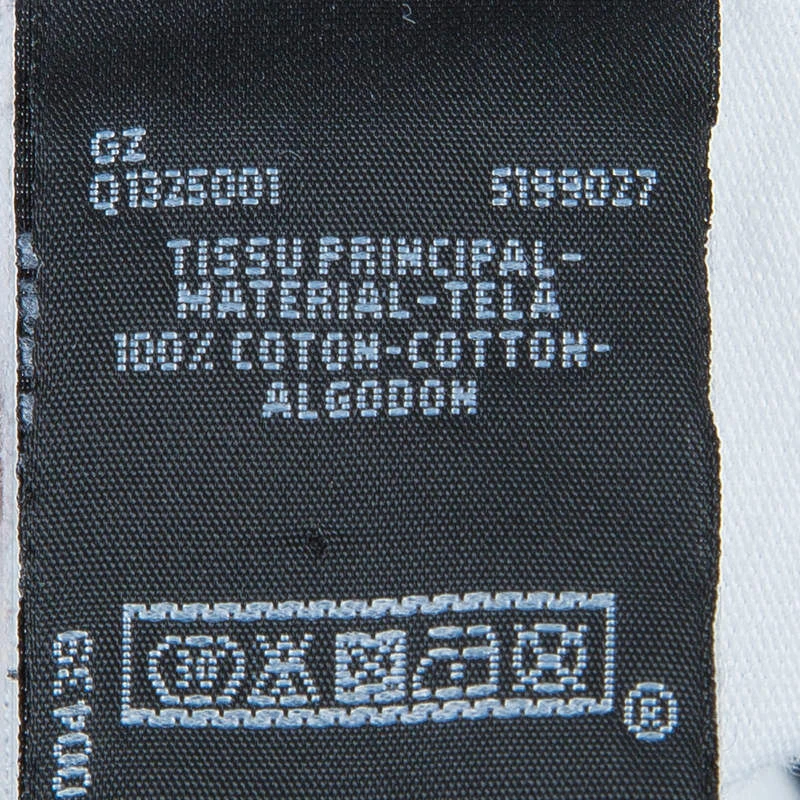 GZ
Q1325001 5199027
TISSU PRINCIPAL-
MATERIAL-TELA
100% COTON-COTTON-
ALGODON
®